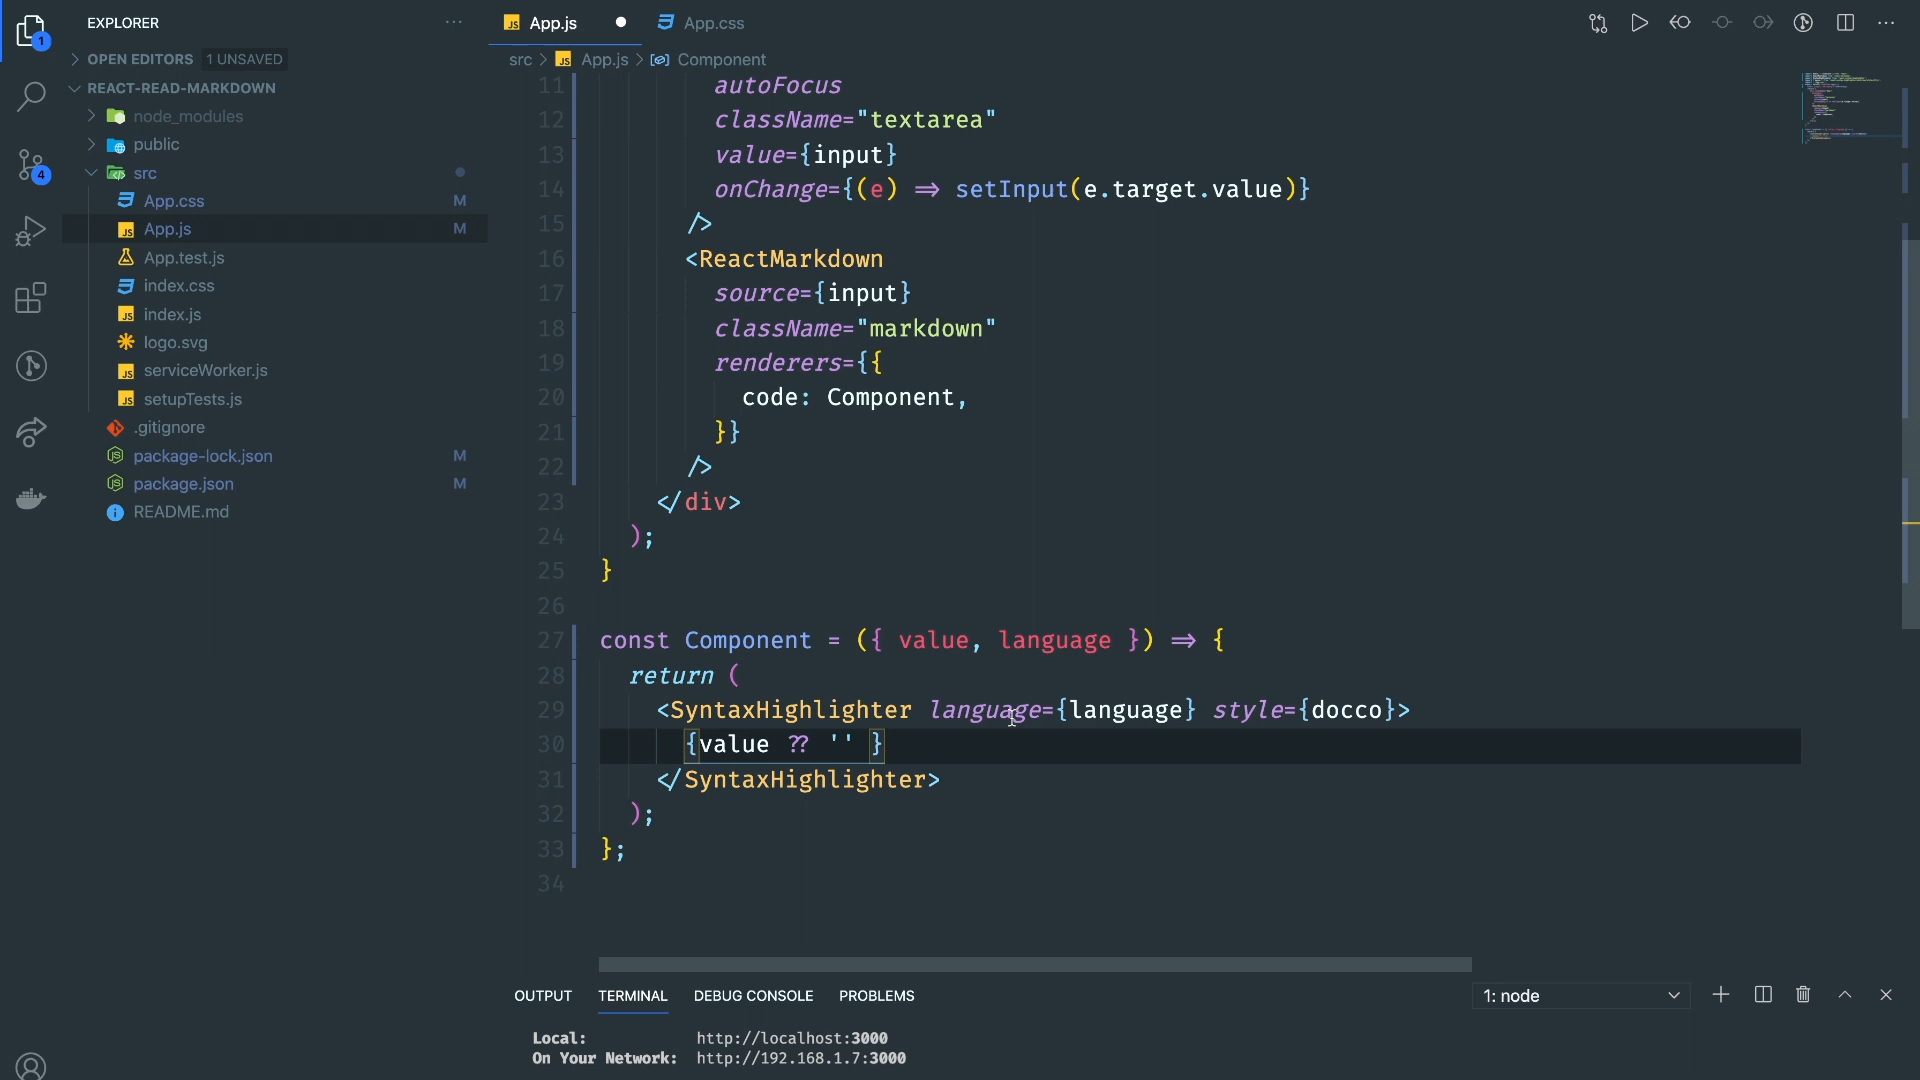 EXPLORER
OPEN EDITORS 1 UNSAVED
REACT-READ-MARKDOWN
node_modules
public
src
App.css M
App.js M
App.test.js
index.css
index.js
logo.svg
serviceWorker.js
setupTests.js
.gitignore
package-lock.json M
package.json M
README.md
1
4
App.js
App.css
src > App.js > Component
11 autoFocus
12 className="textarea"
13 value={input}
14 onChange={(e) => setInput(e.target.value)}
15 />
16 <ReactMarkdown
17 source={input}
18 className="markdown"
19 renderers={{
20 code: Component,
21 }}
22 />
23 </div>
24 );
25 }
26
27 const Component = ({ value, language }) => {
28 return (
29 <SyntaxHighlighter language={language} style={docco}>
30 {value ?? '' }
31 </SyntaxHighlighter>
32 );
33 };
34
OUTPUT TERMINAL DEBUG CONSOLE PROBLEMS 1: node
Local: http://localhost:3000
On Your Network: http://192.168.1.7:3000